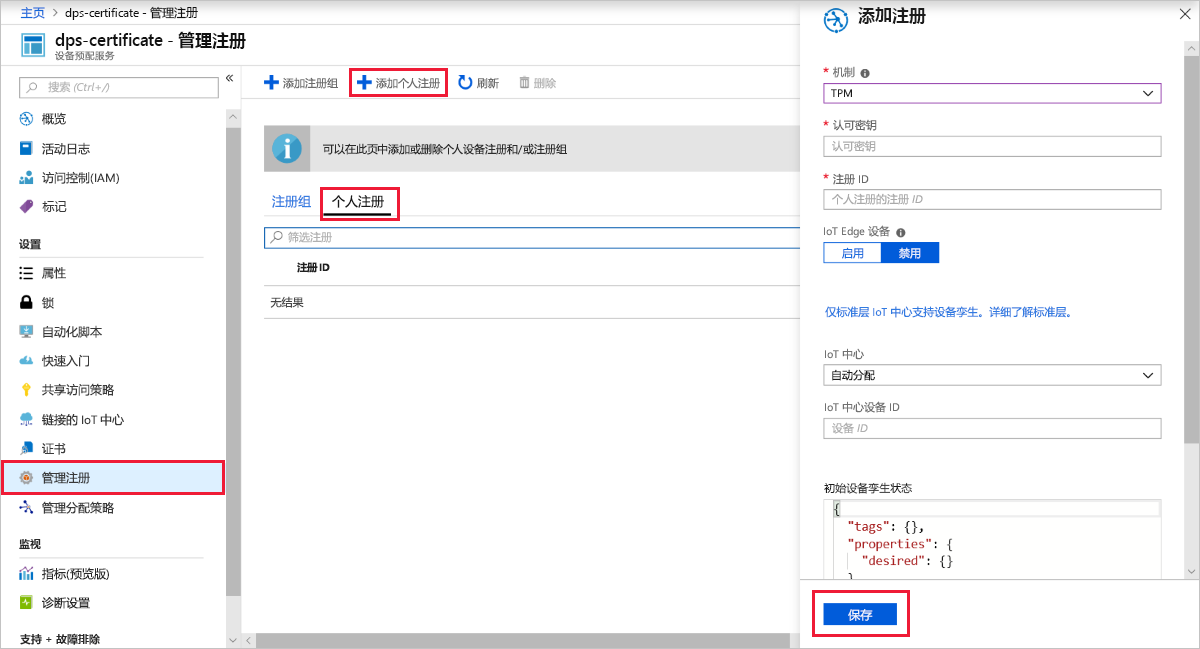 主页 > dps-certificate - 管理注册
dps-certificate - 管理注册
设备预配服务
搜索 (Ctrl+/)
«
概览
活动日志
访问控制(IAM)
标记
设置
属性
锁
自动化脚本
快速入门
共享访问策略
链接的 IoT 中心
证书
管理注册
管理分配策略
监视
指标(预览版)
诊断设置
支持 + 故障排除
添加注册组 添加个人注册 刷新 删除
可以在此页中添加或删除个人设备注册和/或注册组
注册组 个人注册
筛选注册
注册 ID
无结果
添加注册
* 机制
TPM
* 认可密钥
认可密钥
* 注册 ID
个人注册的注册 ID
IoT Edge 设备
启用 禁用
仅标准层 IoT 中心支持设备孪生。详细了解标准层。
IoT 中心
自动分配
IoT 中心设备 ID
设备 ID
初始设备孪生状态
{
"tags": {},
"properties": {
"desired": {}
}
保存